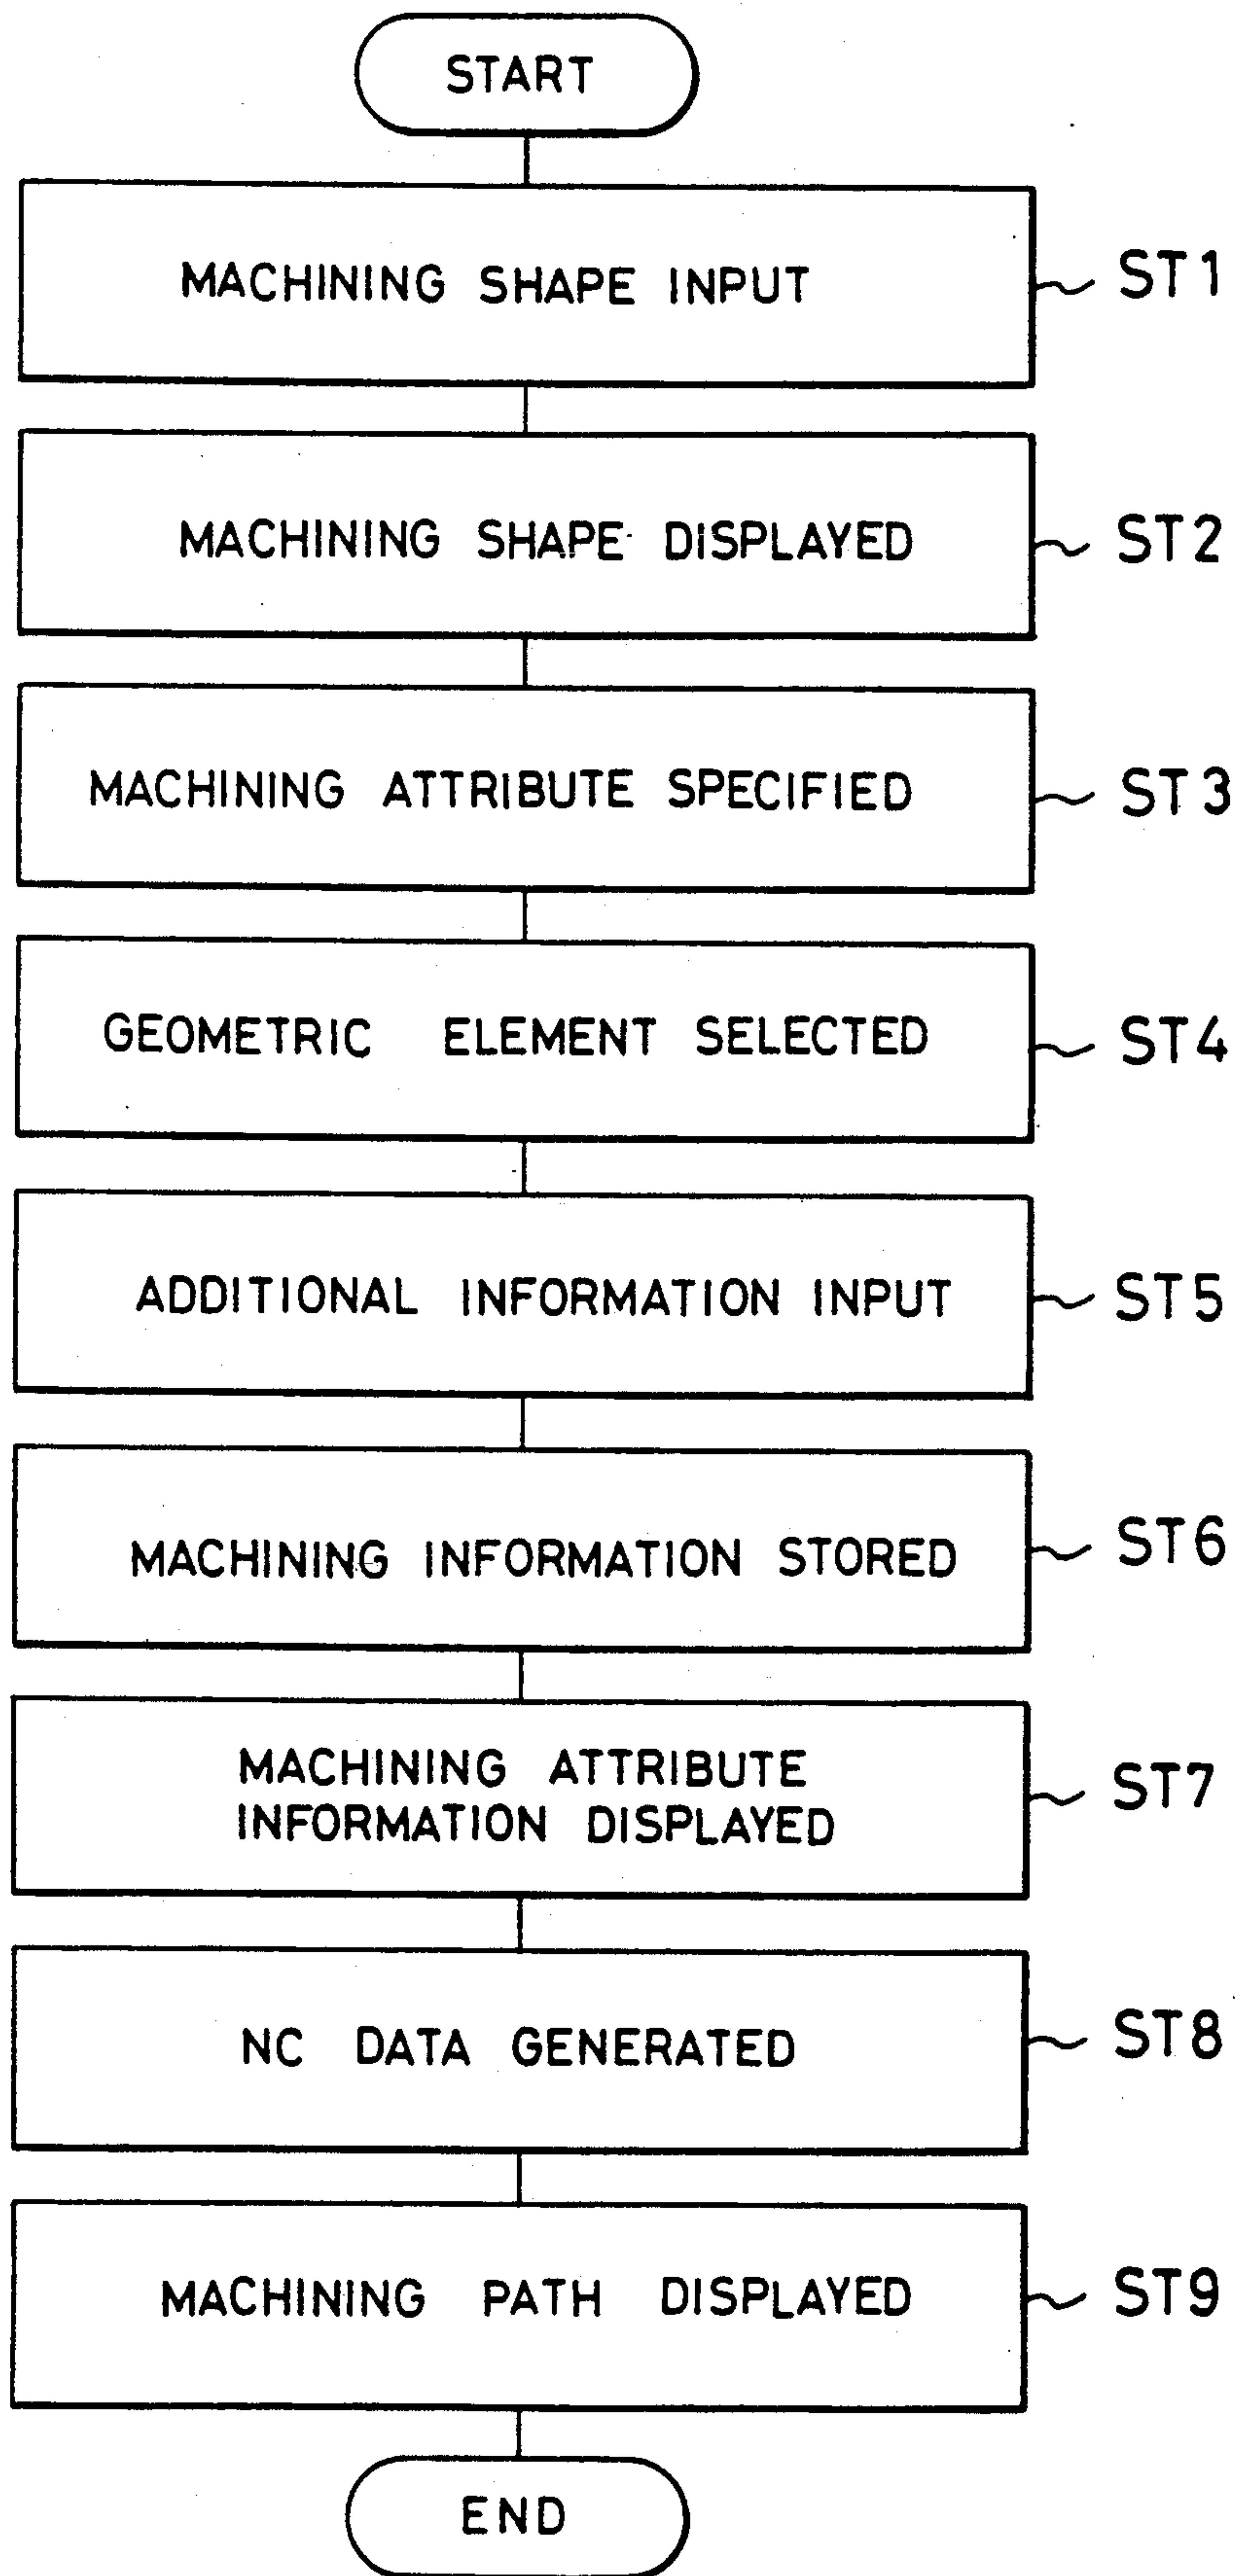 START
MACHINING SHAPE INPUT
ST1
MACHINING SHAPE DISPLAYED
ST2
MACHINING ATTRIBUTE SPECIFIED
ST3
GEOMETRIC ELEMENT SELECTED
ST4
ADDITIONAL INFORMATION INPUT
ST5
MACHINING INFORMATION STORED
ST6
MACHINING ATTRIBUTE
INFORMATION DISPLAYED
ST7
NC DATA GENERATED
ST8
MACHINING PATH DISPLAYED
ST9
END